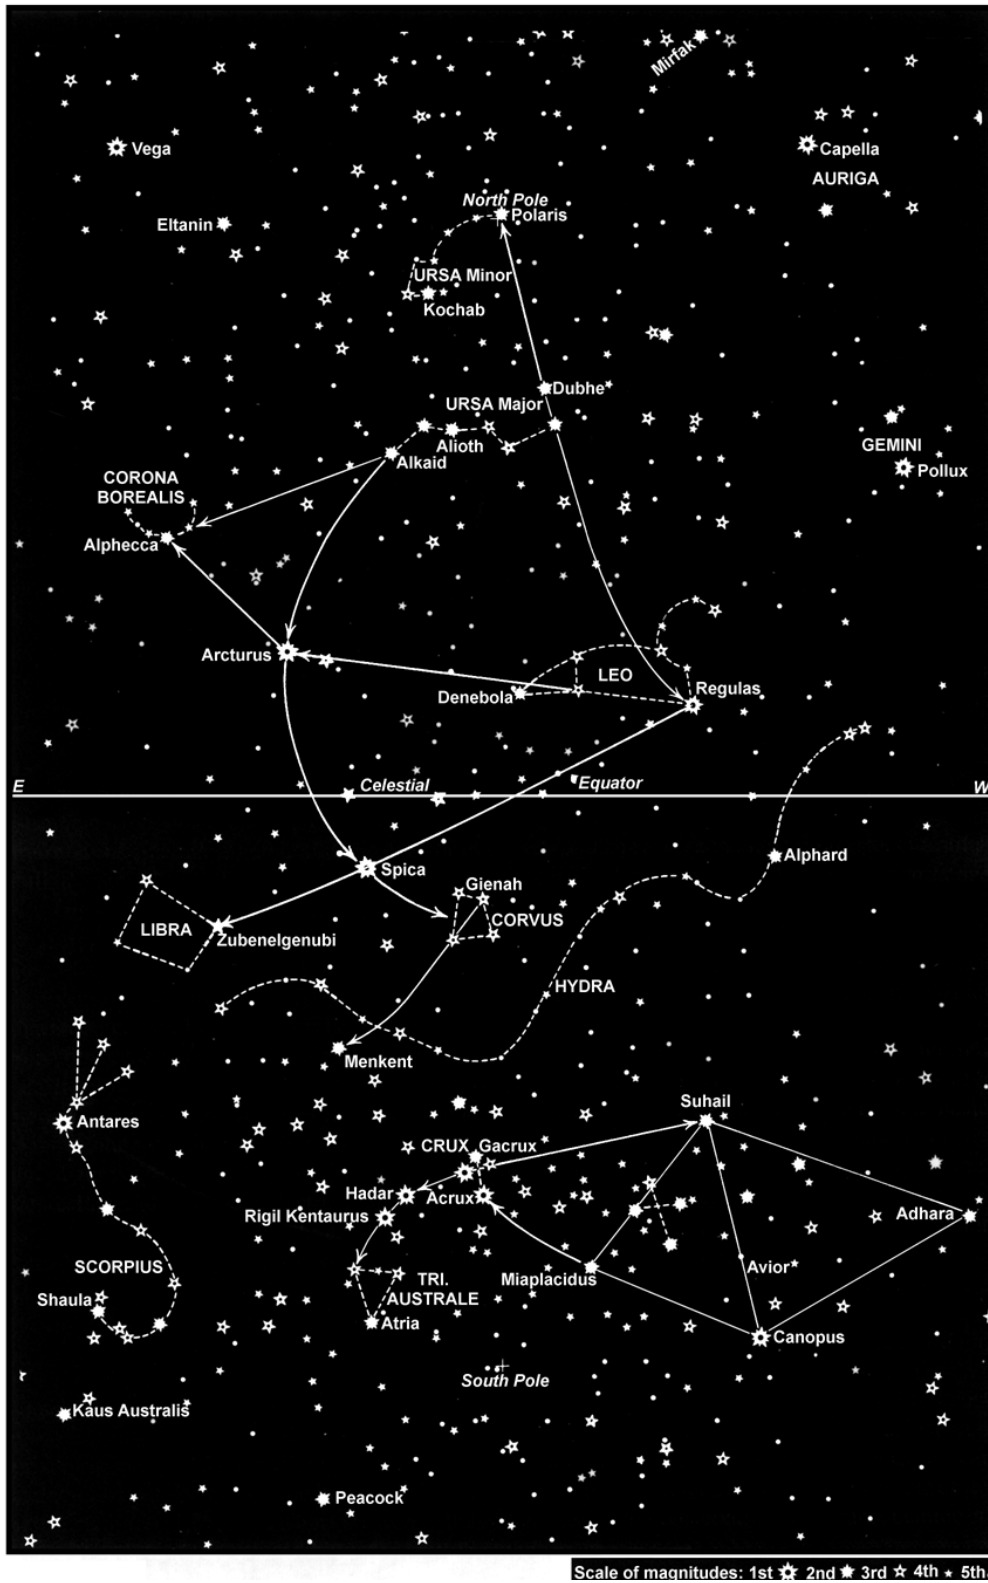 Mirfak
Vega
Capella
AURIGA
North Pole
Polaris
Eltanin
URSA Minor
Kochab
Dubhe
URSA Major
Alioth
Alkaid
GEMINI
Pollux
CORONA
BOREALIS
Alphecca
Arcturus
LEO
Denebola
Regulas
E
Celestial
Equator
W
Spica
Alphard
Gienah
CORVUS
LIBRA
Zubenelgenubi
HYDRA
Menkent
Suhail
Antares
CRUX Gacrux
Hadar
Acrux
Adhara
Rigil Kentaurus
SCORPIUS
TRI.
AUSTRALE
Miaplacidus
Avior
Shaula
Atria
Canopus
South Pole
Kaus Australis
Peacock
Scale of magnitudes: 1st 2nd 3rd 4th 5th